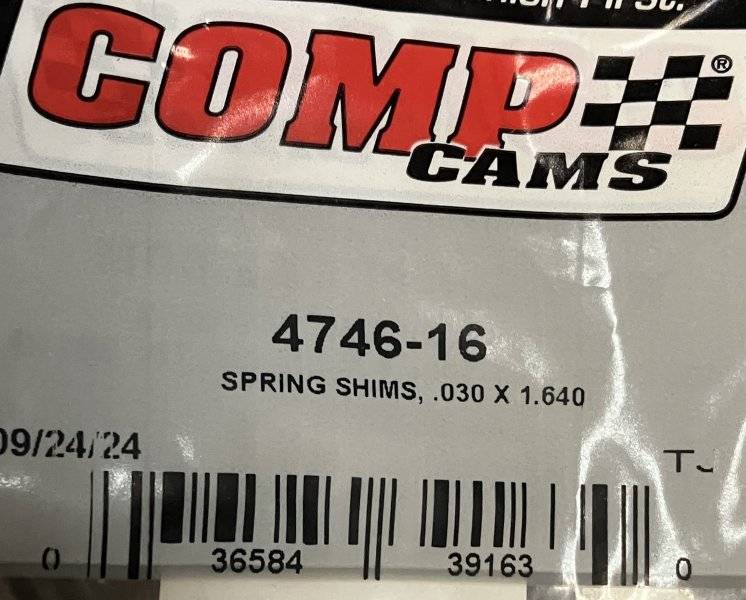 COMP®
CAMS
4746-16
SPRING SHIMS, .030 X 1.640
09/24/24
0 36584 39163 0